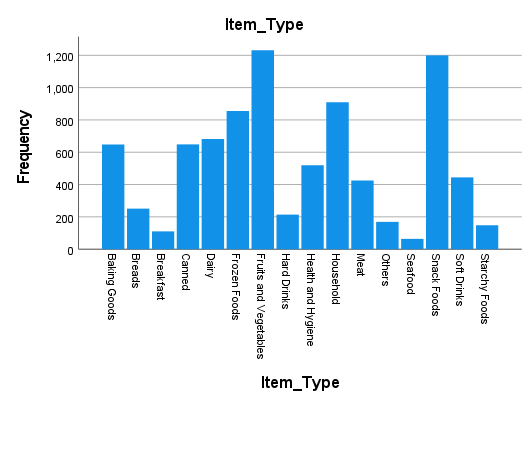 Item_Type
Frequency
1,200
1,000
800
600
400
200
0
Baking Goods
Breads
Breakfast
Canned
Dairy
Frozen Foods
Fruits and Vegetables
Hard Drinks
Health and Hygiene
Household
Meat
Others
Seafood
Snack Foods
Soft Drinks
Starchy Foods
Item_Type